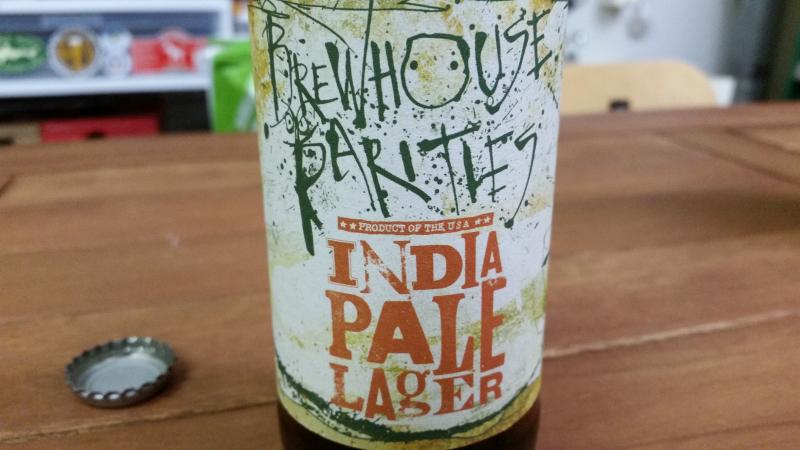 BREWHOUSE
RARITIES
★★ PRODUCT OF THE USA ★★
INDIA
PALE
LAgER